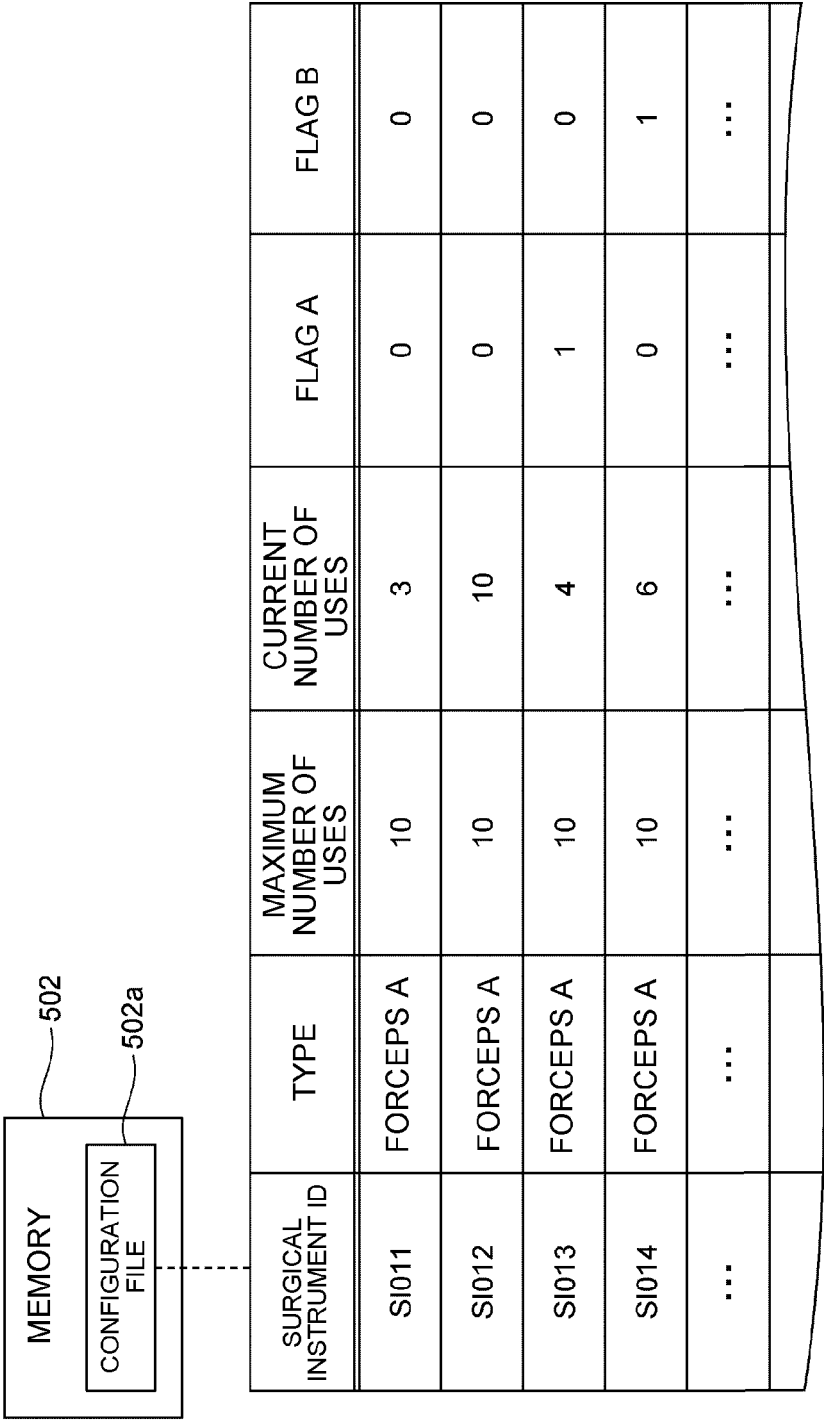 MEMORY
502
CONFIGURATION
FILE
502a
SURGICAL
INSTRUMENT ID
TYPE
MAXIMUM
NUMBER OF
USES
CURRENT
NUMBER OF
USES
FLAG A
FLAG B
SI011
FORCEPS A
10
3
0
0
SI012
FORCEPS A
10
10
0
0
SI013
FORCEPS A
10
4
1
0
SI014
FORCEPS A
10
6
0
1
...
...
...
...
...
...